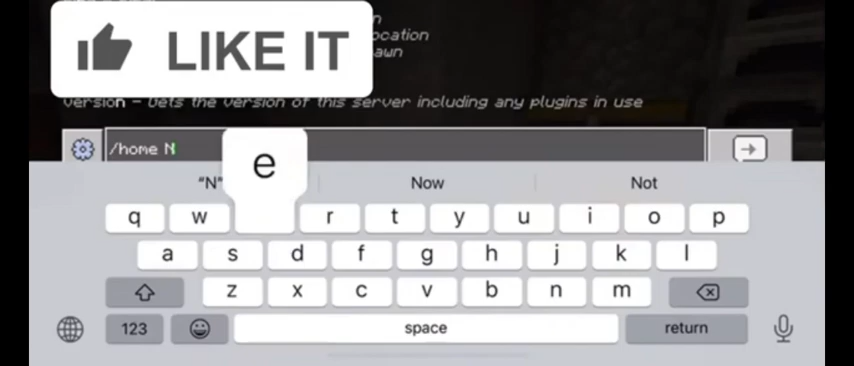 LIKE IT
n
ocation
awn
version - Gets the version of this server including any plugins in use
/home N
e
"N" Now Not
q w r t y u i o p
a s d f g h j k l
z x c v b n m
123 space return